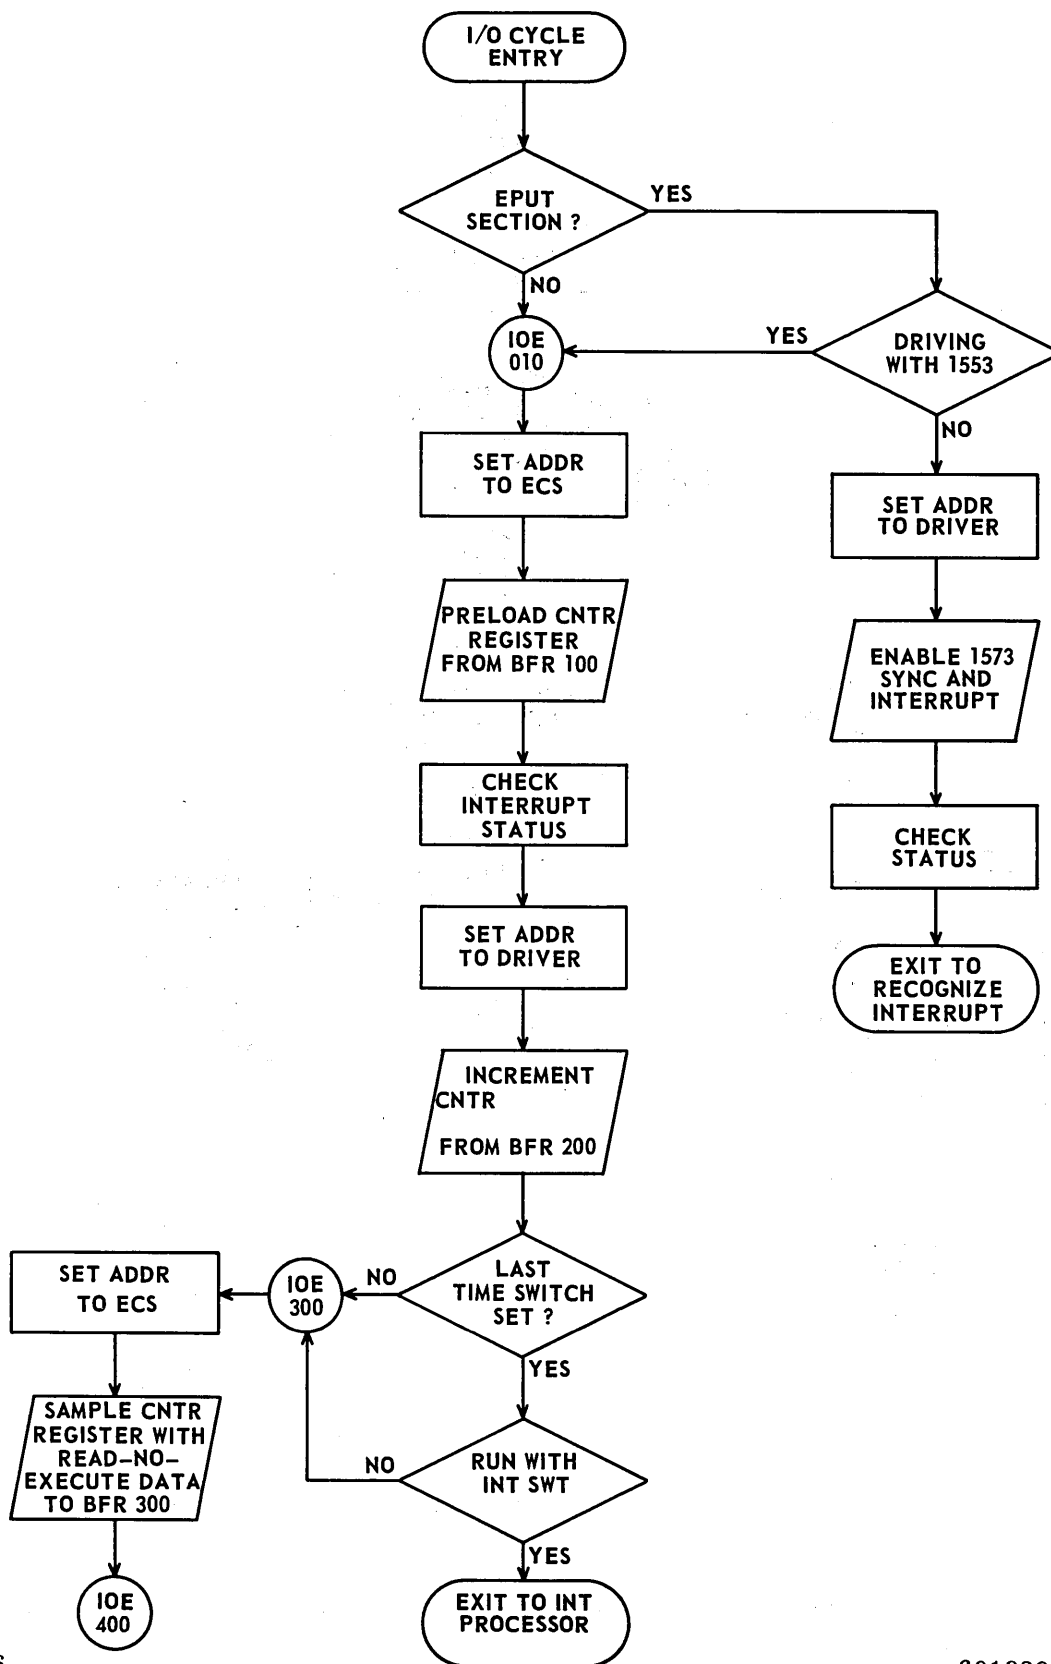 I/O CYCLE
ENTRY
EPUT
SECTION ?
YES
NO
IOE
010
YES
DRIVING
WITH 1553
NO
SET ADDR
TO ECS
SET ADDR
TO DRIVER
PRELOAD CNTR
REGISTER
FROM BFR 100
ENABLE 1573
SYNC AND
INTERRUPT
CHECK
INTERRUPT
STATUS
CHECK
STATUS
SET ADDR
TO DRIVER
EXIT TO
RECOGNIZE
INTERRUPT
INCREMENT
CNTR
FROM BFR 200
SET ADDR
TO ECS
IOE
300
NO
LAST
TIME SWITCH
SET ?
YES
SAMPLE CNTR
REGISTER WITH
READ-NO-
EXECUTE DATA
TO BFR 300
NO
RUN WITH
INT SWT
YES
IOE
400
EXIT TO INT
PROCESSOR